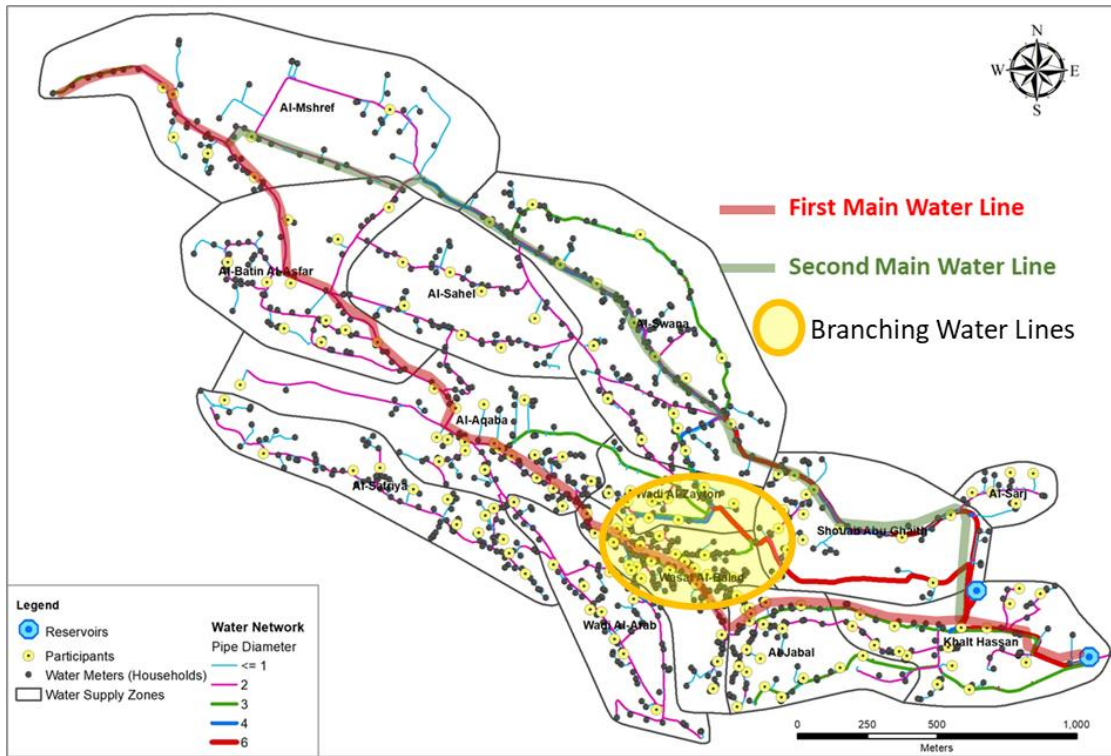 N
W E
S
Al-Mshref
First Main Water Line
Second Main Water Line
Al-Batin Al-Asfar
Al-Sahel
Al-Swana
Branching Water Lines
Al-Aqaba
Al-Safriya
Wadi Al-Zayton
Al-Sarj
Shouab Abu Ghaith
Wasat Al-Balad
Wadi Al-Arab
Al-Jabal
Khalt Hassan
Legend
Reservoirs
Participants
Water Meters (Households)
Water Supply Zones
Water Network
Pipe Diameter
<= 1
2
3
4
6
0 250 500 1,000
Meters